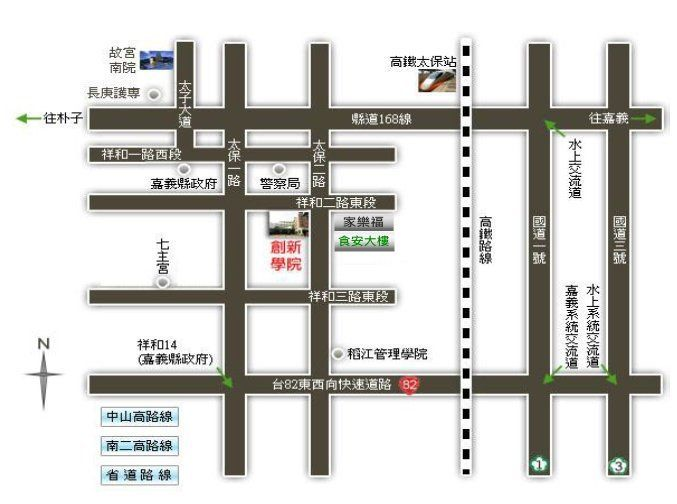 故宮
南院
高鐵太保站
長庚護專
太子大道
往朴子
縣道168線
往嘉義
太保一路
太保二路
水上交流道
祥和一路西段
嘉義縣政府
警察局
祥和二路東段
家樂福
食安大樓
創新
學院
高鐵路線
國道一號
國道三號
七主宮
祥和三路東段
嘉義系統交流道
水上系統交流道
N
祥和14
(嘉義縣政府)
稻江管理學院
台82東西向快速道路
82
中山高路線
南二高路線
省道路線
1
3